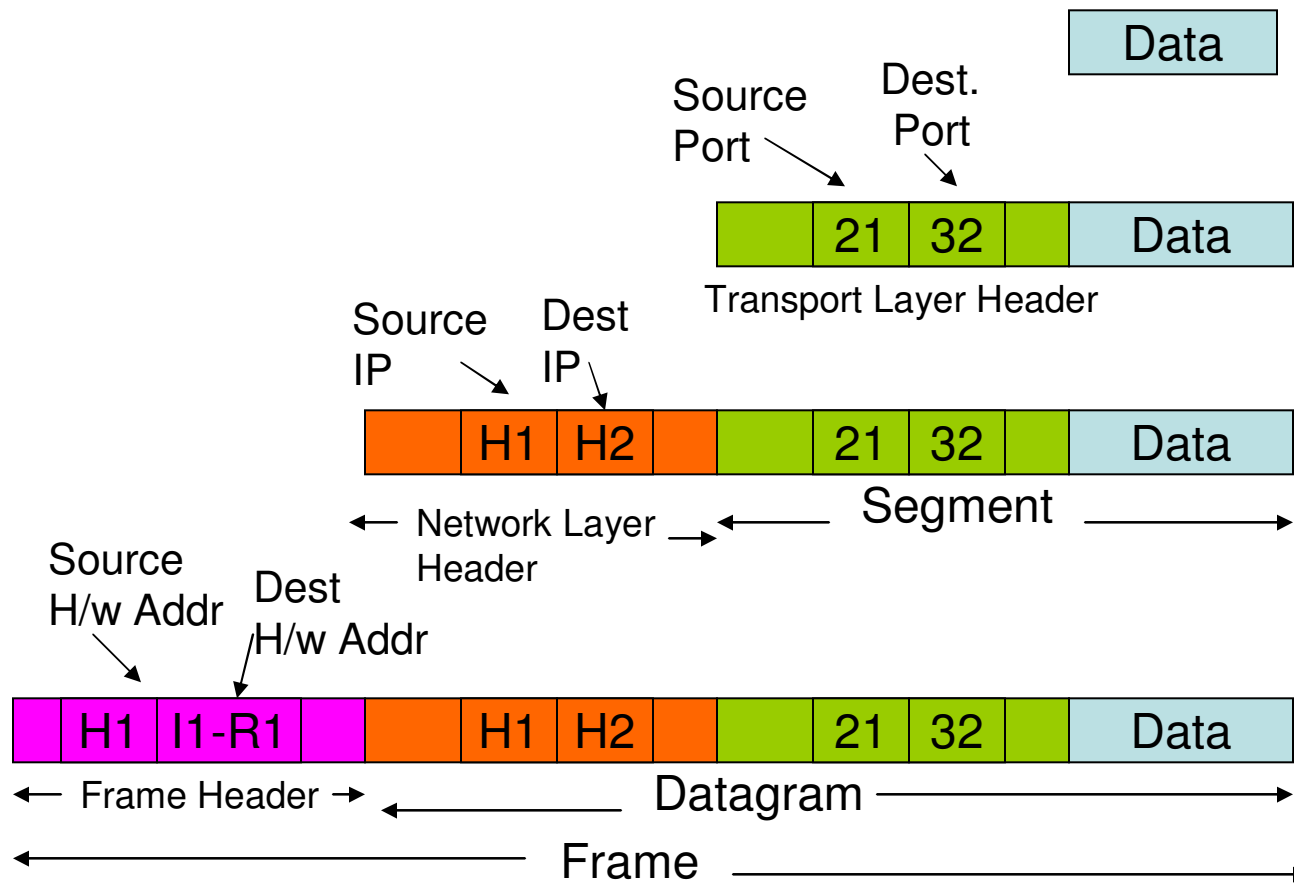 Data
Source
Port
Dest.
Port
21 32 Data
Transport Layer Header
Source
IP
Dest
IP
H1 H2 21 32 Data
Network Layer
Header
Segment
Source
H/w Addr
Dest
H/w Addr
H1 I1-R1 H1 H2 21 32 Data
Frame Header
Datagram
Frame